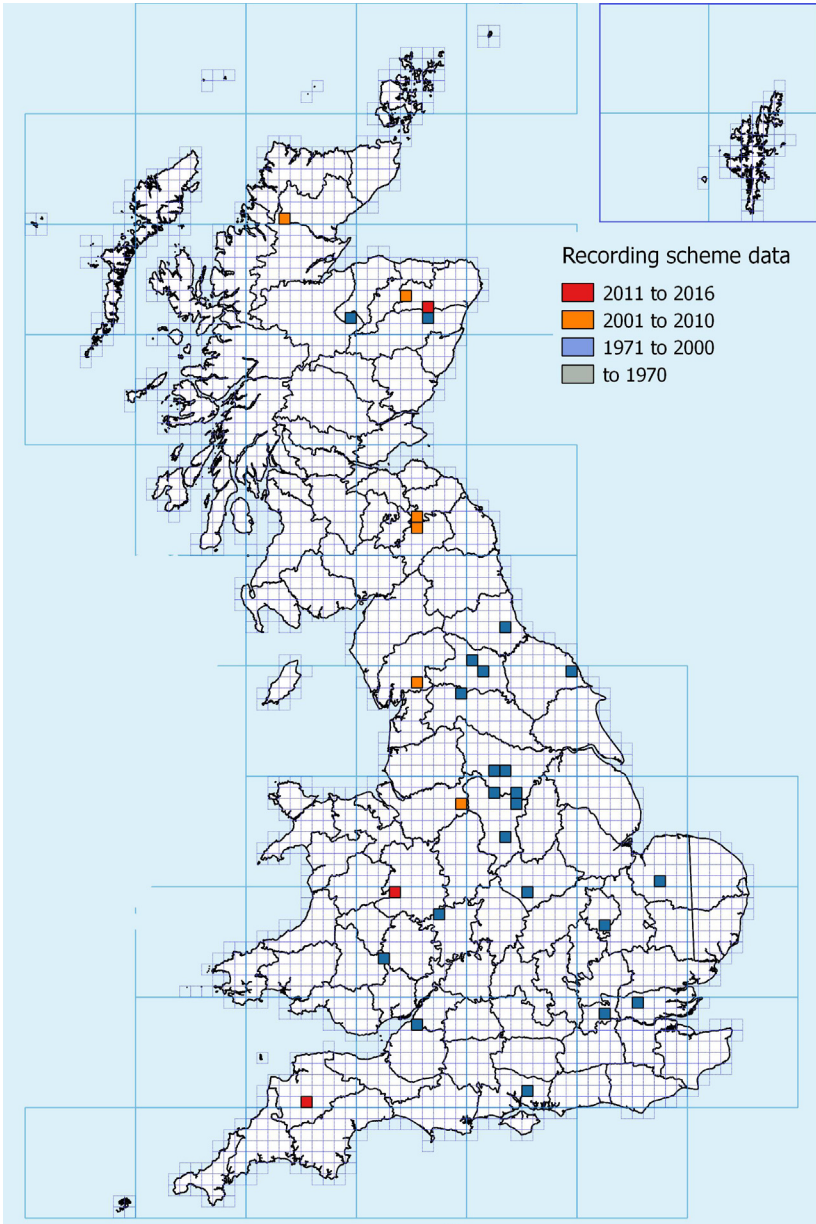 Recording scheme data
2011 to 2016
2001 to 2010
1971 to 2000
to 1970